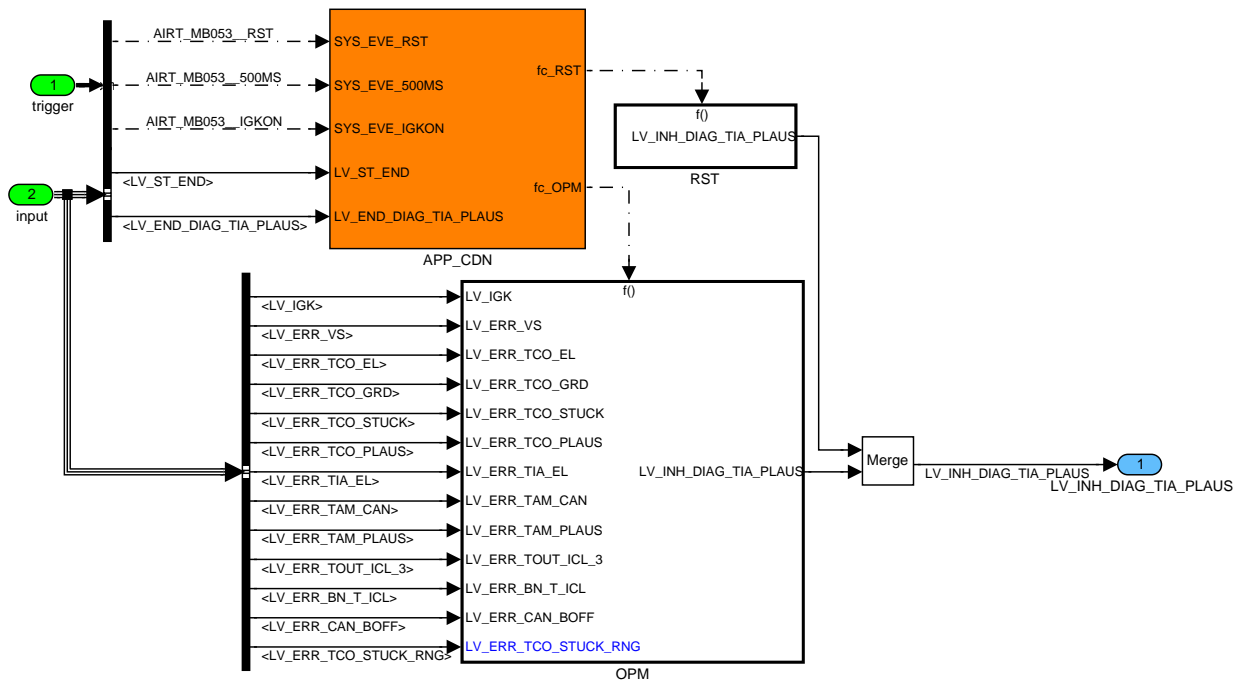 AIRT_MB053__RST
SYS_EVE_RST
fc_RST
1
trigger
AIRT_MB053__500MS
SYS_EVE_500MS
f()
AIRT_MB053__IGKON
SYS_EVE_IGKON
LV_INH_DIAG_TIA_PLAUS
RST
<LV_ST_END>
LV_ST_END
fc_OPM
2
input
<LV_END_DIAG_TIA_PLAUS>
LV_END_DIAG_TIA_PLAUS
APP_CDN
f()
<LV_IGK>
LV_IGK
<LV_ERR_VS>
LV_ERR_VS
<LV_ERR_TCO_EL>
LV_ERR_TCO_EL
<LV_ERR_TCO_GRD>
LV_ERR_TCO_GRD
<LV_ERR_TCO_STUCK>
LV_ERR_TCO_STUCK
<LV_ERR_TCO_PLAUS>
LV_ERR_TCO_PLAUS
<LV_ERR_TIA_EL>
LV_ERR_TIA_EL
LV_INH_DIAG_TIA_PLAUS
Merge
LV_INH_DIAG_TIA_PLAUS
1
LV_INH_DIAG_TIA_PLAUS
<LV_ERR_TAM_CAN>
LV_ERR_TAM_CAN
<LV_ERR_TAM_PLAUS>
LV_ERR_TAM_PLAUS
<LV_ERR_TOUT_ICL_3>
LV_ERR_TOUT_ICL_3
<LV_ERR_BN_T_ICL>
LV_ERR_BN_T_ICL
<LV_ERR_CAN_BOFF>
LV_ERR_CAN_BOFF
<LV_ERR_TCO_STUCK_RNG>
LV_ERR_TCO_STUCK_RNG
OPM